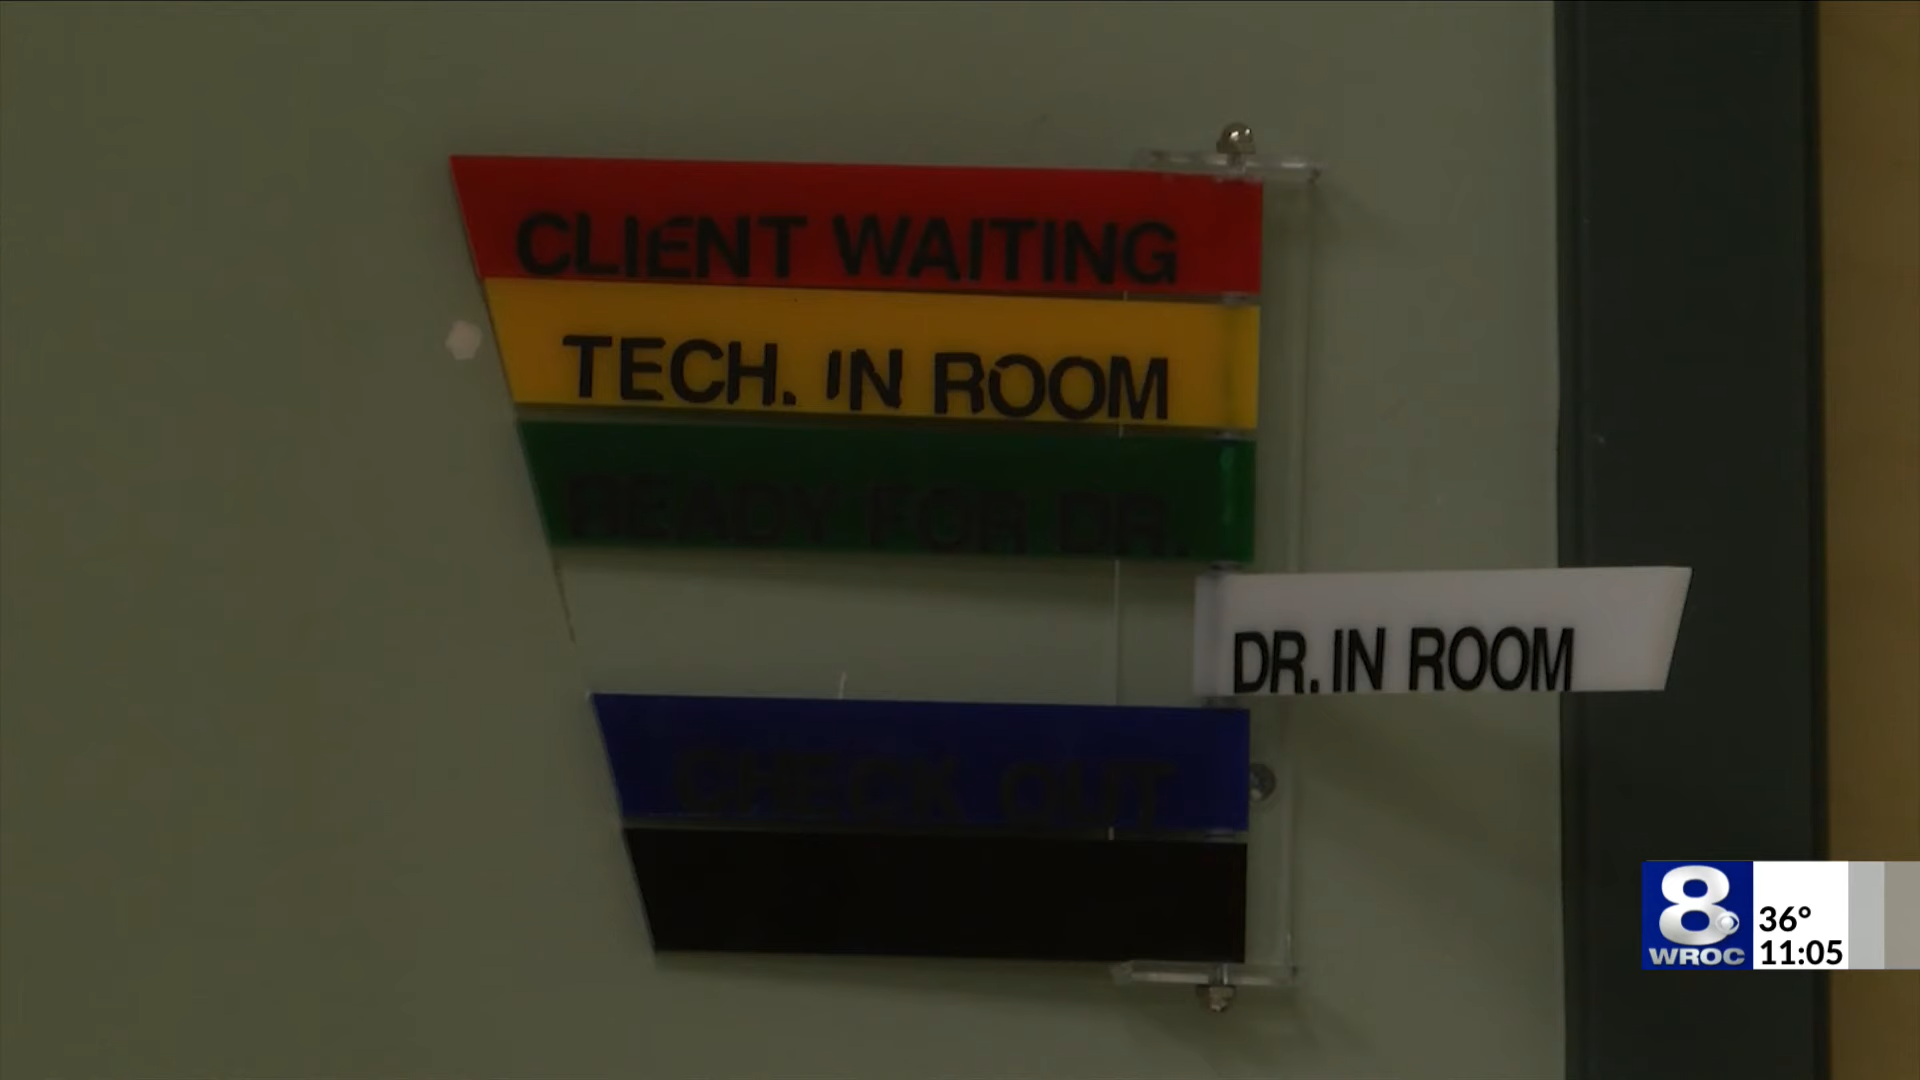 CLIENT WAITING
TECH. IN ROOM
READY FOR DR.
DR. IN ROOM
CHECK OUT
8
WROC
36°
11:05